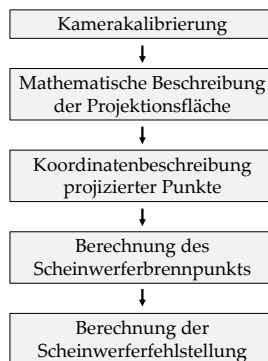 Kamerakalibrierung
Mathematische Beschreibung
der Projektionsfläche
Koordinatenbeschreibung
projizierter Punkte
Berechnung des
Scheinwerferbrennpunkts
Berechnung der
Scheinwerferfehlstellung